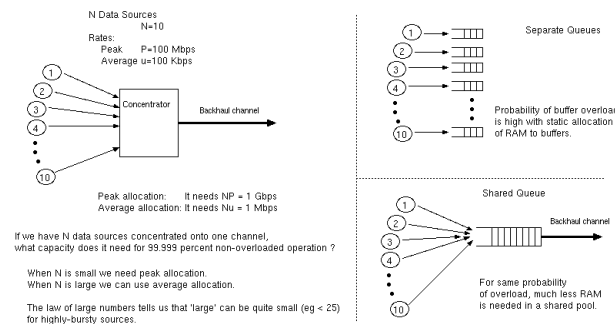 N Data Sources
N=10
Rates:
Peak P=100 Mbps
Average u=100 Kbps
1
2
3
4
10
Concentrator
Backhaul channel
Peak allocation: It needs NP = 1 Gbps
Average allocation: It needs Nu = 1 Mbps
If we have N data sources concentrated onto one channel,
what capacity does it need for 99.999 percent non-overloaded operation ?
When N is small we need peak allocation.
When N is large we can use average allocation.
The law of large numbers tells us that 'large' can be quite small (eg < 25)
for highly-bursty sources.
Separate Queues
1
2
3
4
10
Probability of buffer overload
is high with static allocation
of RAM to buffers.
Shared Queue
1
2
3
4
10
Backhaul channel
For same probability
of overload, much less RAM
is needed in a shared pool.